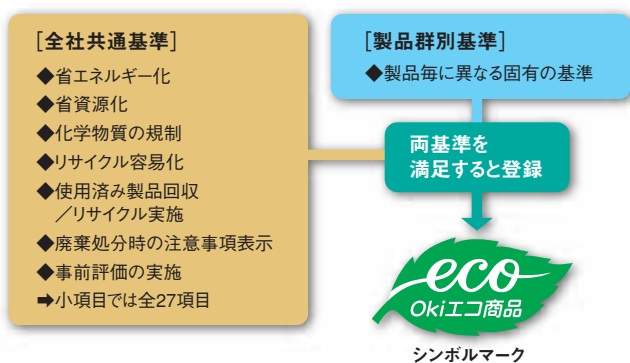 [全社共通基準]
◆省エネルギー化
◆省資源化
◆化学物質の規制
◆リサイクル容易化
◆使用済み製品回収
／リサイクル実施
◆廃棄処分時の注意事項表示
◆事前評価の実施
➡小項目では全27項目
[製品群別基準]
◆製品毎に異なる固有の基準
両基準を
満足すると登録
eco
Okiエコ商品
シンボルマーク